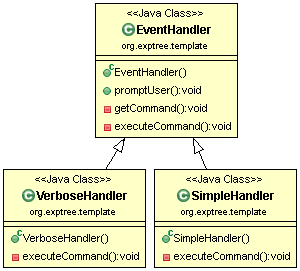 <<Java Class>>
EventHandler
org.exptree.template
EventHandler()
promptUser():void
getCommand():void
executeCommand():void
<<Java Class>>
VerboseHandler
org.exptree.template
VerboseHandler()
executeCommand():void
<<Java Class>>
SimpleHandler
org.exptree.template
SimpleHandler()
executeCommand():void